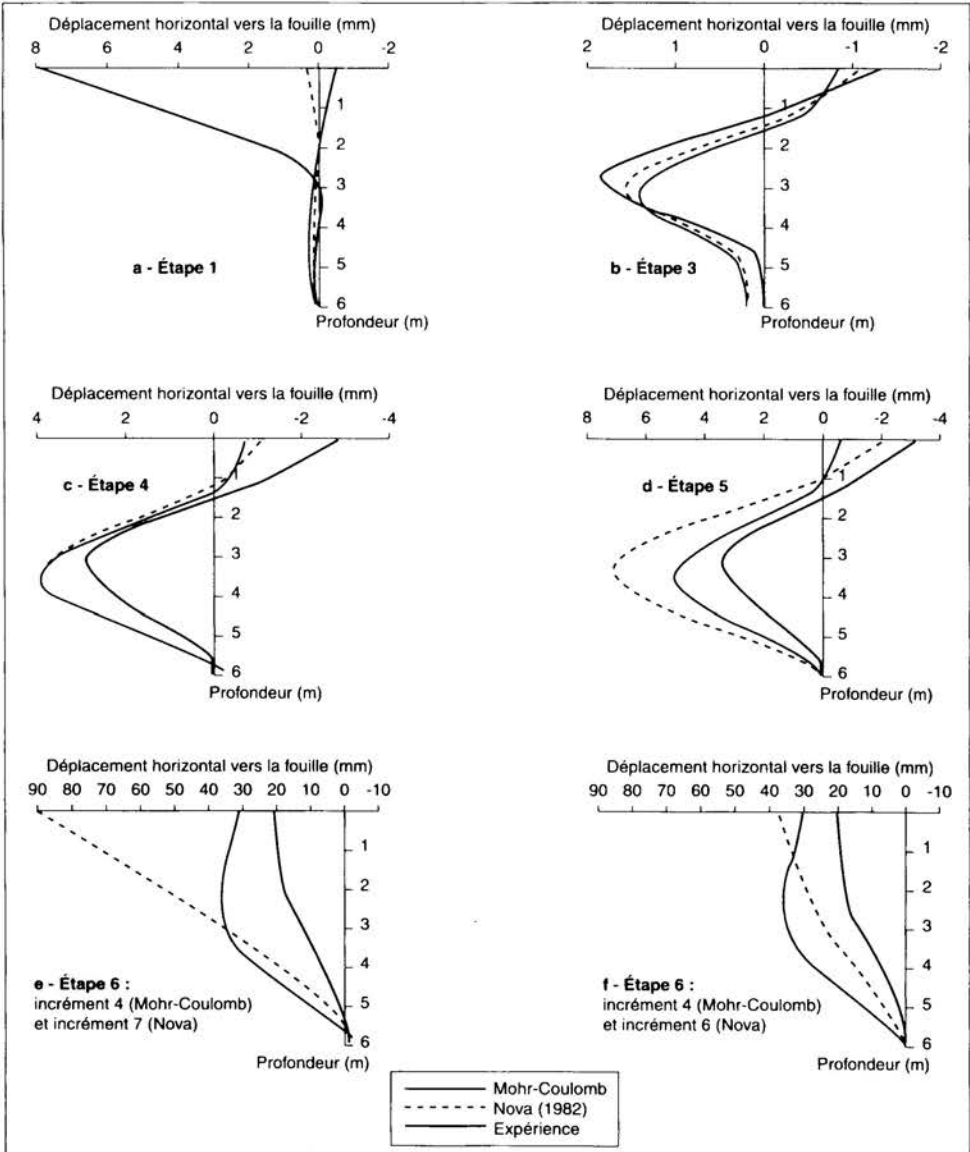 Déplacement horizontal vers la fouille (mm)
8 6 4 2 0 -2
1
2
3
4
5
6
a - Étape 1
Profondeur (m)
Déplacement horizontal vers la fouille (mm)
2 1 0 -1 -2
1
2
3
4
5
6
b - Étape 3
Profondeur (m)
Déplacement horizontal vers la fouille (mm)
4 2 0 -2 -4
1
2
3
4
5
6
c - Étape 4
Profondeur (m)
Déplacement horizontal vers la fouille (mm)
8 6 4 2 0 -2 -4
1
2
3
4
5
6
d - Étape 5
Profondeur (m)
Déplacement horizontal vers la fouille (mm)
90 80 70 60 50 40 30 20 10 0 -10
1
2
3
4
5
6
e - Étape 6 :
incrément 4 (Mohr-Coulomb)
et incrément 7 (Nova)
Profondeur (m)
Déplacement horizontal vers la fouille (mm)
90 80 70 60 50 40 30 20 10 0 -10
1
2
3
4
5
6
f - Étape 6 :
incrément 4 (Mohr-Coulomb)
et incrément 6 (Nova)
Profondeur (m)
Mohr-Coulomb
Nova (1982)
Expérience